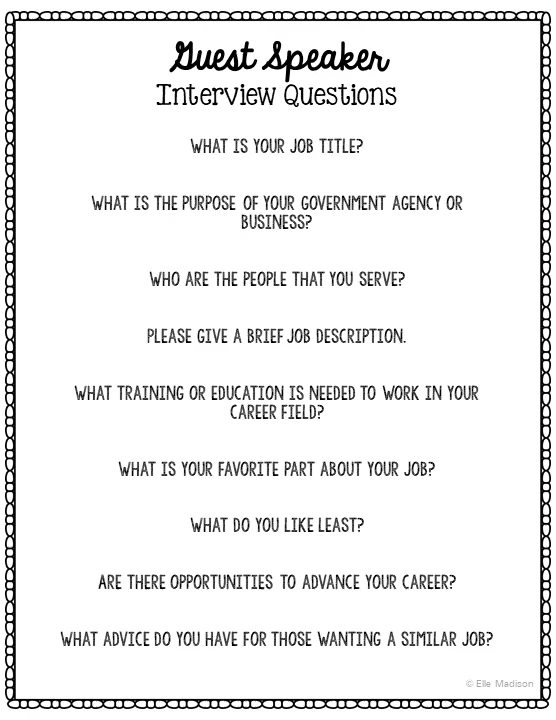 Guest Speaker
Interview Questions
WHAT IS YOUR JOB TITLE?
WHAT IS THE PURPOSE OF YOUR GOVERNMENT AGENCY OR
BUSINESS?
WHO ARE THE PEOPLE THAT YOU SERVE?
PLEASE GIVE A BRIEF JOB DESCRIPTION.
WHAT TRAINING OR EDUCATION IS NEEDED TO WORK IN YOUR
CAREER FIELD?
WHAT IS YOUR FAVORITE PART ABOUT YOUR JOB?
WHAT DO YOU LIKE LEAST?
ARE THERE OPPORTUNITIES TO ADVANCE YOUR CAREER?
WHAT ADVICE DO YOU HAVE FOR THOSE WANTING A SIMILAR JOB?
© Elle Madison